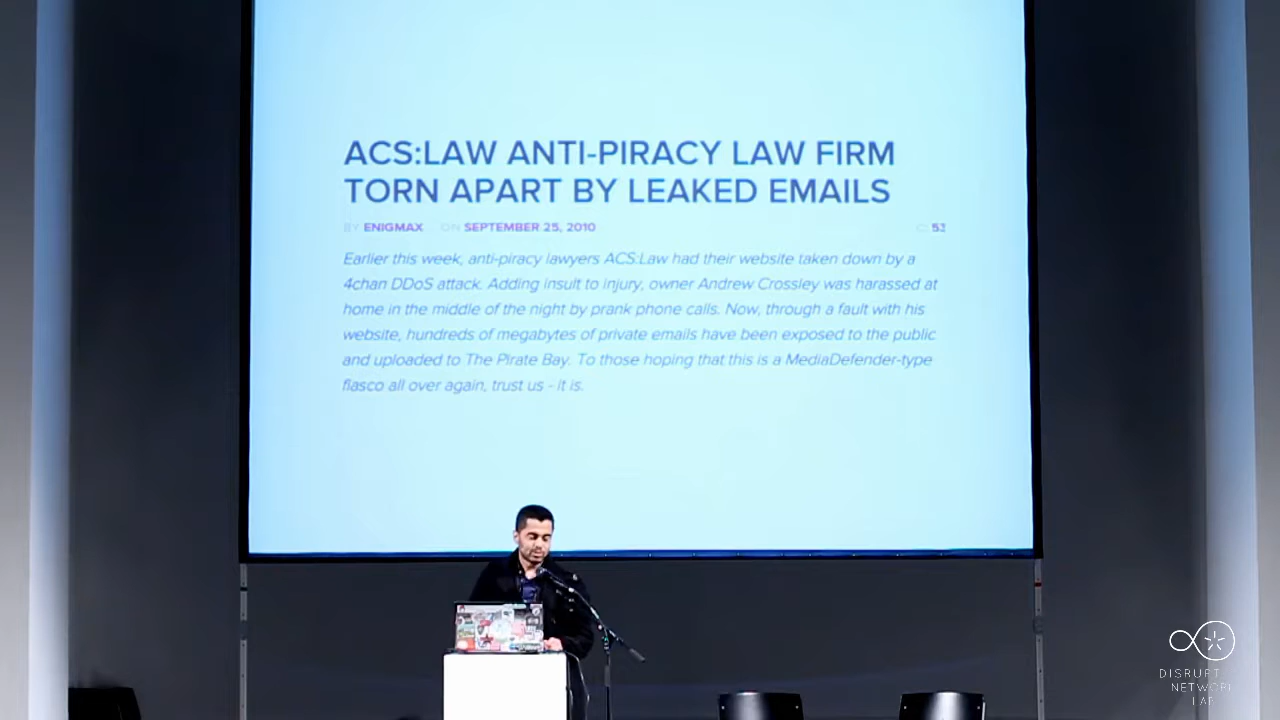 ACS:LAW ANTI-PIRACY LAW FIRM
TORN APART BY LEAKED EMAILS
BY ENIGMAX ON SEPTEMBER 25, 2010 53
Earlier this week, anti-piracy lawyers ACS:Law had their website taken down by a
4chan DDoS attack. Adding insult to injury, owner Andrew Crossley was harassed at
home in the middle of the night by prank phone calls. Now, through a fault with his
website, hundreds of megabytes of private emails have been exposed to the public
and uploaded to The Pirate Bay. To those hoping that this is a MediaDefender-type
fiasco all over again, trust us - it is.
DISRUPT
NETWORK
LAB